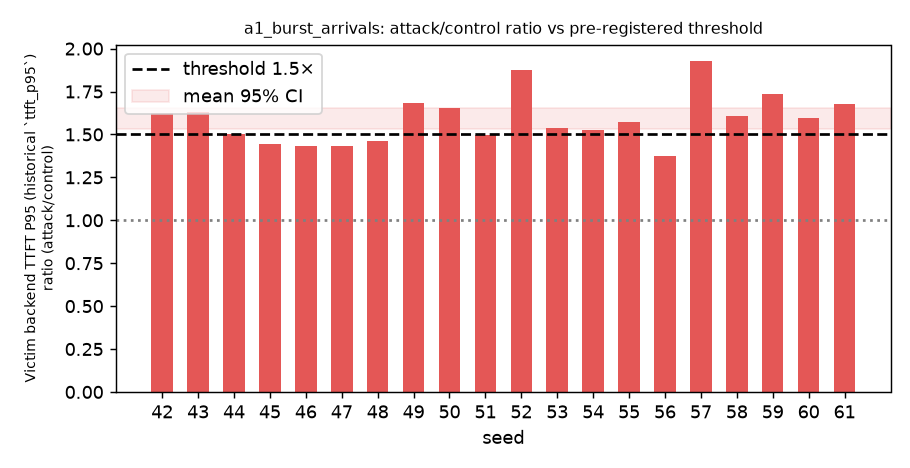 a1_burst_arrivals: attack/control ratio vs pre-registered threshold
Victim backend TTFT P95 (historical `ttft_p95`)
ratio (attack/control)
2.00
1.75
1.50
1.25
1.00
0.75
0.50
0.25
0.00
threshold 1.5×
mean 95% CI
42 43 44 45 46 47 48 49 50 51 52 53 54 55 56 57 58 59 60 61
seed